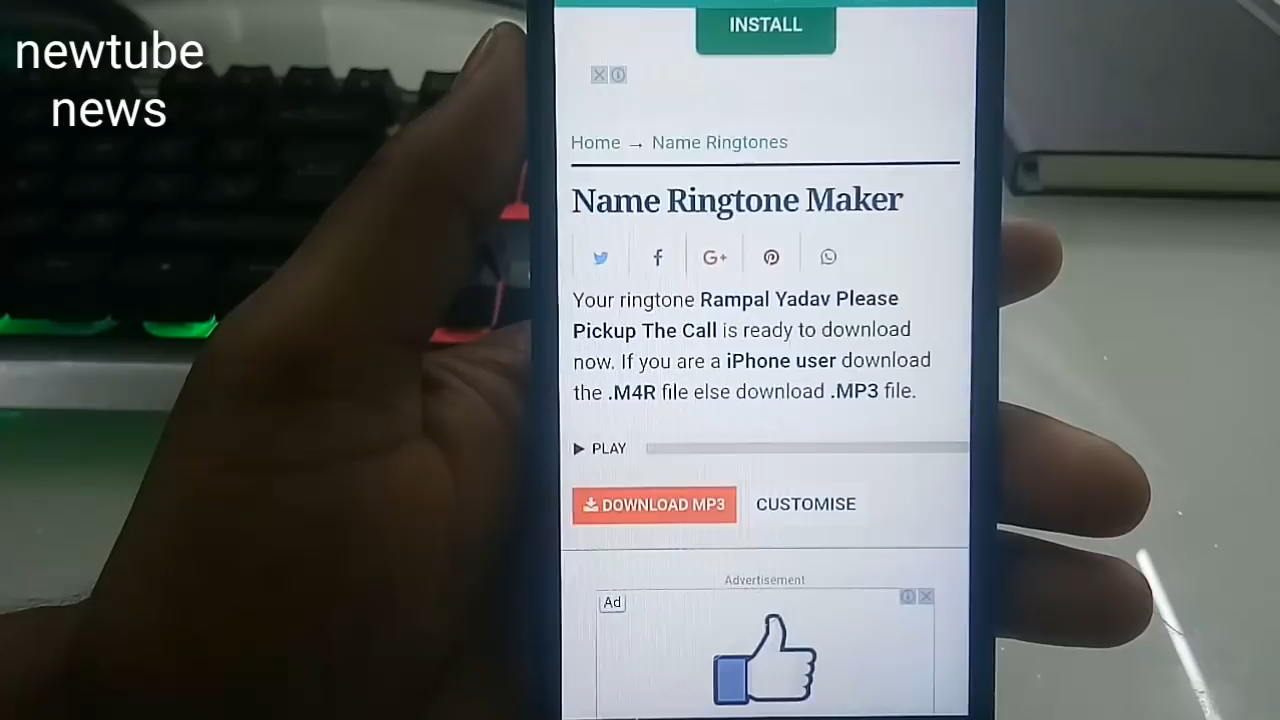 newtube
news
INSTALL
Home → Name Ringtones
Name Ringtone Maker
G+
Your ringtone Rampal Yadav Please
Pickup The Call is ready to download
now. If you are a iPhone user download
the .M4R file else download .MP3 file.
PLAY
DOWNLOAD MP3 CUSTOMISE
Advertisement
Ad